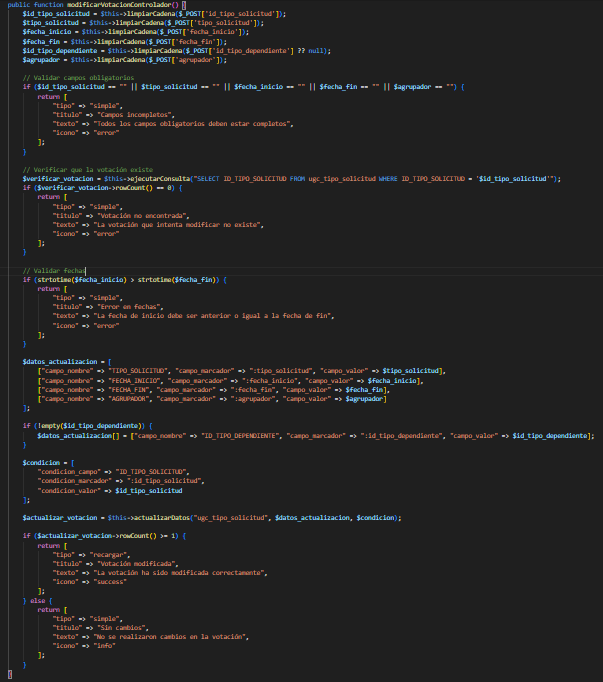 public function modificarVotacionControlador() {
$id_tipo_solicitud = $this->limpiarCadena($_POST['id_tipo_solicitud']);
$tipo_solicitud = $this->limpiarCadena($_POST['tipo_solicitud']);
$fecha_inicio = $this->limpiarCadena($_POST['fecha_inicio']);
$fecha_fin = $this->limpiarCadena($_POST['fecha_fin']);
$id_tipo_dependiente = $this->limpiarCadena($_POST['id_tipo_dependiente'] ?? null);
$agrupador = $this->limpiarCadena($_POST['agrupador']);
// Validar campos obligatorios
if ($id_tipo_solicitud == "" || $tipo_solicitud == "" || $fecha_inicio == "" || $fecha_fin == "" || $agrupador == "") {
return [
"tipo" => "simple",
"titulo" => "Campos incompletos",
"texto" => "Todos los campos obligatorios deben estar completos",
"icono" => "error"
];
}
// Verificar que la votación existe
$verificar_votacion = $this->ejecutarConsulta("SELECT ID_TIPO_SOLICITUD FROM ugc_tipo_solicitud WHERE ID_TIPO_SOLICITUD = '$id_tipo_solicitud'");
if ($verificar_votacion->rowCount() == 0) {
return [
"tipo" => "simple",
"titulo" => "Votación no encontrada",
"texto" => "La votación que intenta modificar no existe",
"icono" => "error"
];
}
// Validar fechas
if (strtotime($fecha_inicio) > strtotime($fecha_fin)) {
return [
"tipo" => "simple",
"titulo" => "Error en fechas",
"texto" => "La fecha de inicio debe ser anterior o igual a la fecha de fin",
"icono" => "error"
];
}
$datos_actualizacion = [
["campo_nombre" => "TIPO_SOLICITUD", "campo_marcador" => ":tipo_solicitud", "campo_valor" => $tipo_solicitud],
["campo_nombre" => "FECHA_INICIO", "campo_marcador" => ":fecha_inicio", "campo_valor" => $fecha_inicio],
["campo_nombre" => "FECHA_FIN", "campo_marcador" => ":fecha_fin", "campo_valor" => $fecha_fin],
["campo_nombre" => "AGRUPADOR", "campo_marcador" => ":agrupador", "campo_valor" => $agrupador]
];
if (!empty($id_tipo_dependiente)) {
$datos_actualizacion[] = ["campo_nombre" => "ID_TIPO_DEPENDIENTE", "campo_marcador" => ":id_tipo_dependiente", "campo_valor" => $id_tipo_dependiente];
}
$condicion = [
"condicion_campo" => "ID_TIPO_SOLICITUD",
"condicion_marcador" => ":id_tipo_solicitud",
"condicion_valor" => $id_tipo_solicitud
];
$actualizar_votacion = $this->actualizarDatos("ugc_tipo_solicitud", $datos_actualizacion, $condicion);
if ($actualizar_votacion->rowCount() >= 1) {
return [
"tipo" => "recargar",
"titulo" => "Votación modificada",
"texto" => "La votación ha sido modificada correctamente",
"icono" => "success"
];
} else {
return [
"tipo" => "simple",
"titulo" => "Sin cambios",
"texto" => "No se realizaron cambios en la votación",
"icono" => "info"
];
}
}